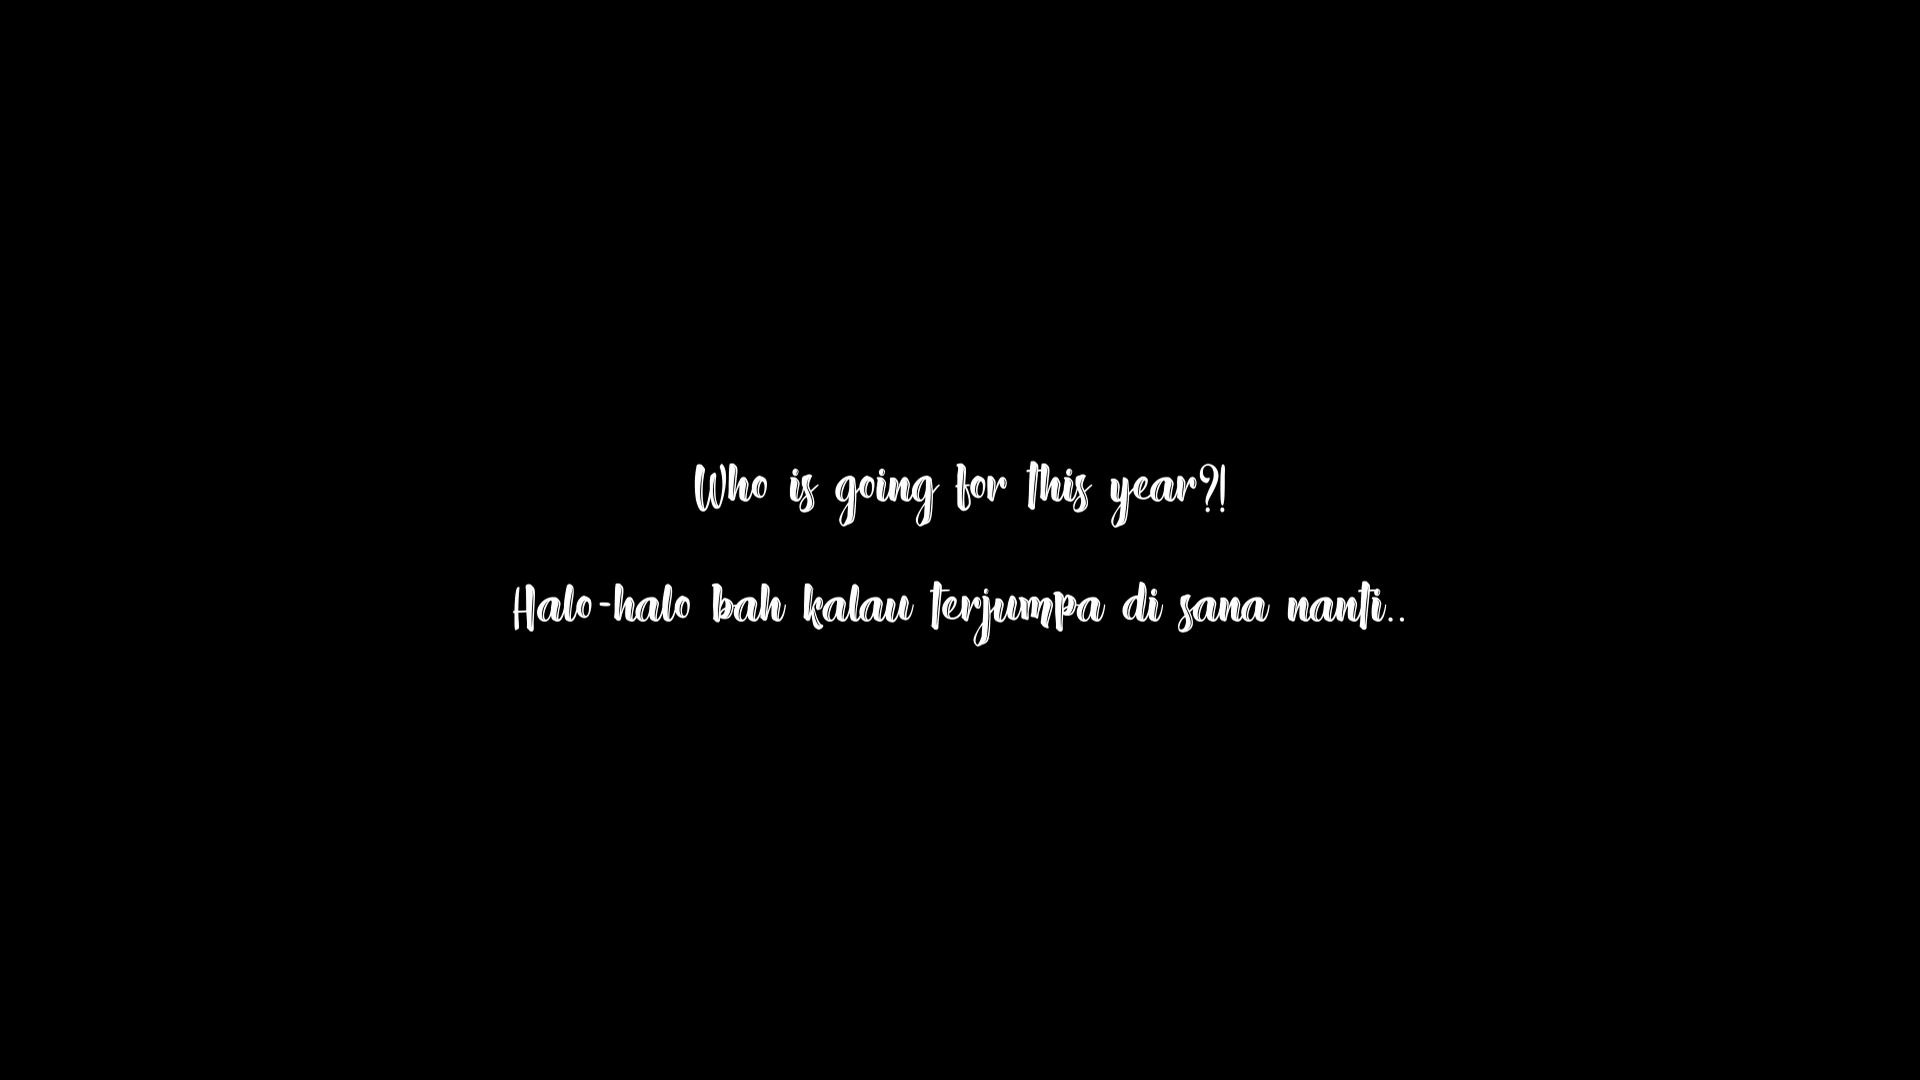 Who is going for this year?!
Halo-halo bah kalau terjumpa di sana nanti..